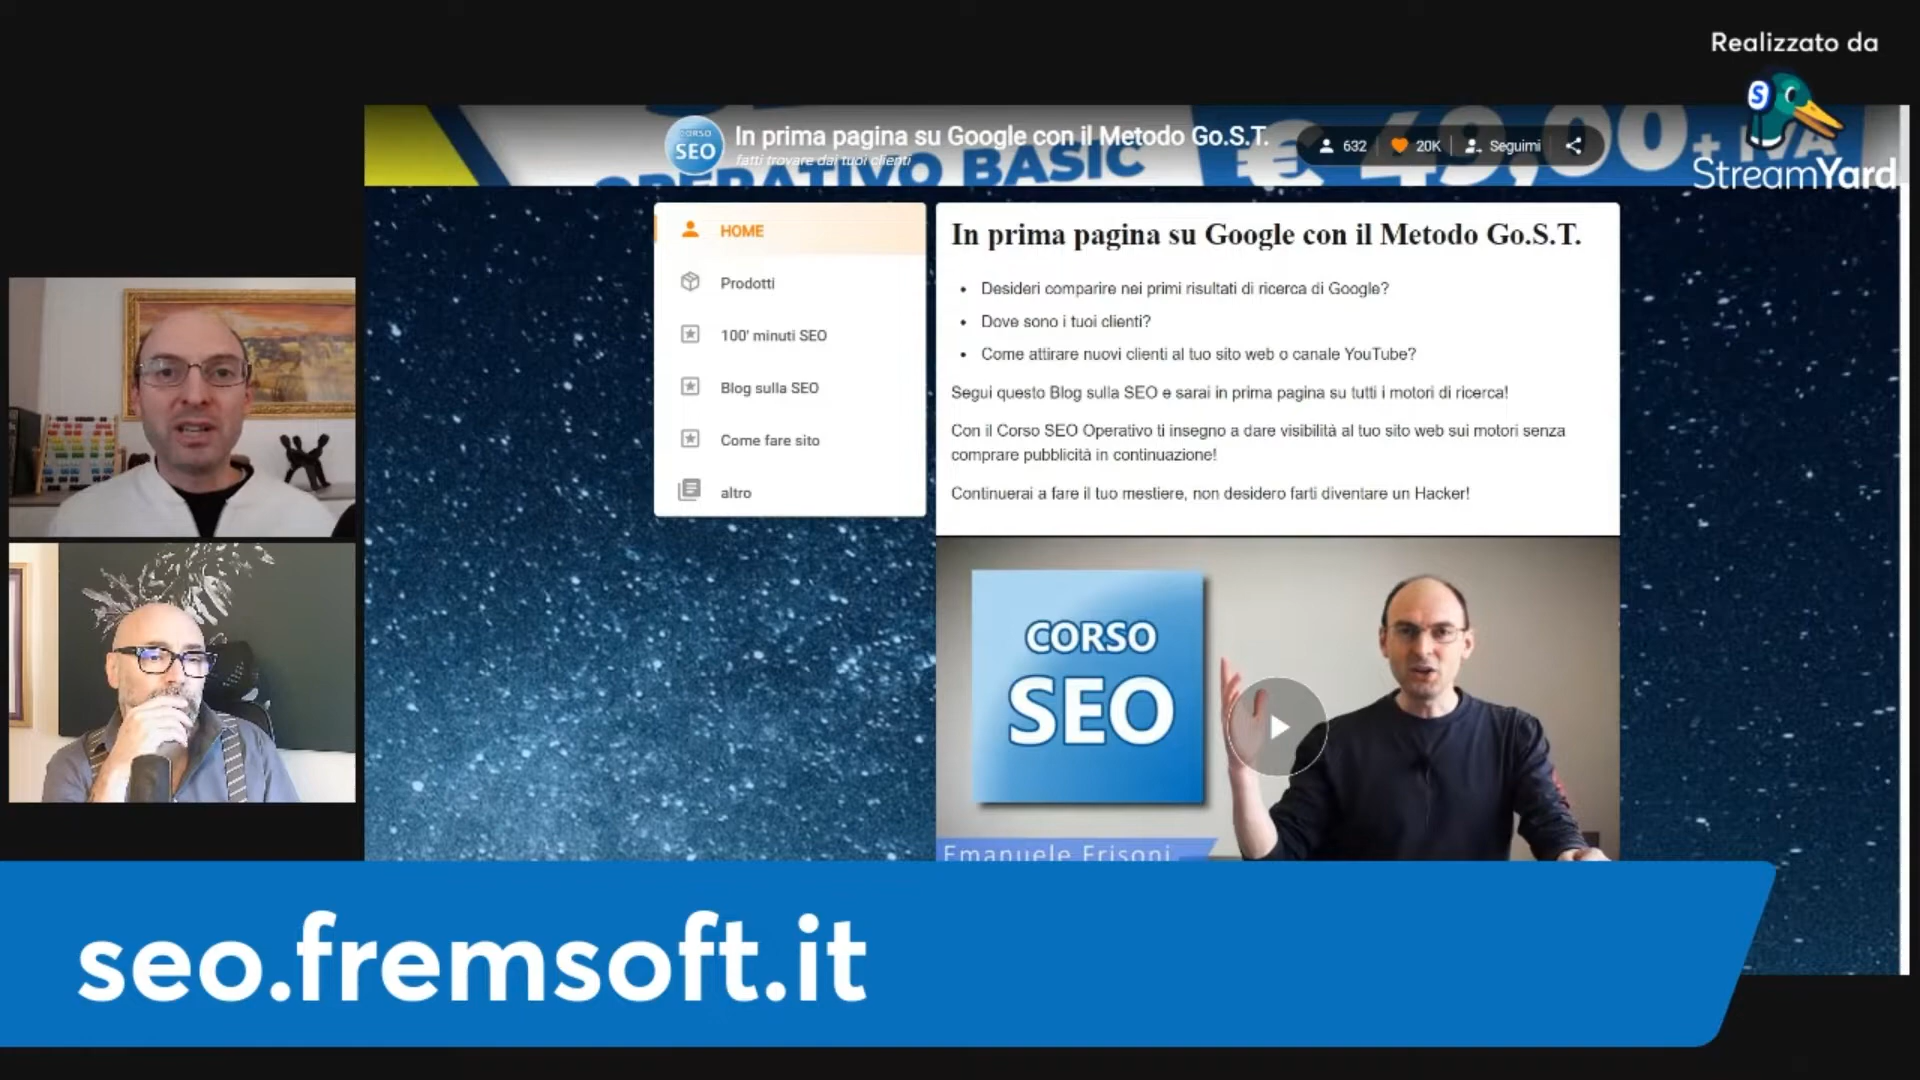 Realizzato da
StreamYard
CORSO
SEO
In prima pagina su Google con il Metodo Go.S.T.
fatti trovare dai tuoi clienti
632
20K
Seguimi
OPERATIVO BASIC
€ 49,00 + IVA
HOME
Prodotti
100' minuti SEO
Blog sulla SEO
Come fare sito
altro
In prima pagina su Google con il Metodo Go.S.T.
• Desideri comparire nei primi risultati di ricerca di Google?
• Dove sono i tuoi clienti?
• Come attirare nuovi clienti al tuo sito web o canale YouTube?
Segui questo Blog sulla SEO e sarai in prima pagina su tutti i motori di ricerca!
Con il Corso SEO Operativo ti insegno a dare visibilità al tuo sito web sui motori senza
comprare pubblicità in continuazione!
Continuerai a fare il tuo mestiere, non desidero farti diventare un Hacker!
CORSO
SEO
Emanuele Frisoni
seo.fremsoft.it